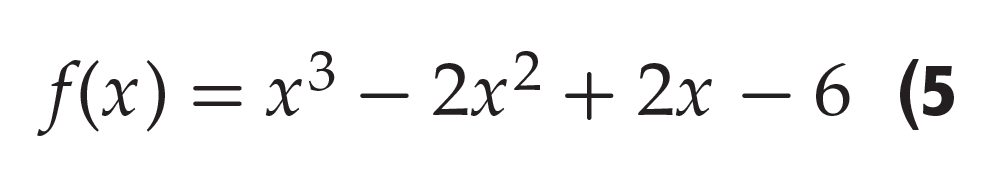 f(x) = x³ − 2x² + 2x − 6 (5